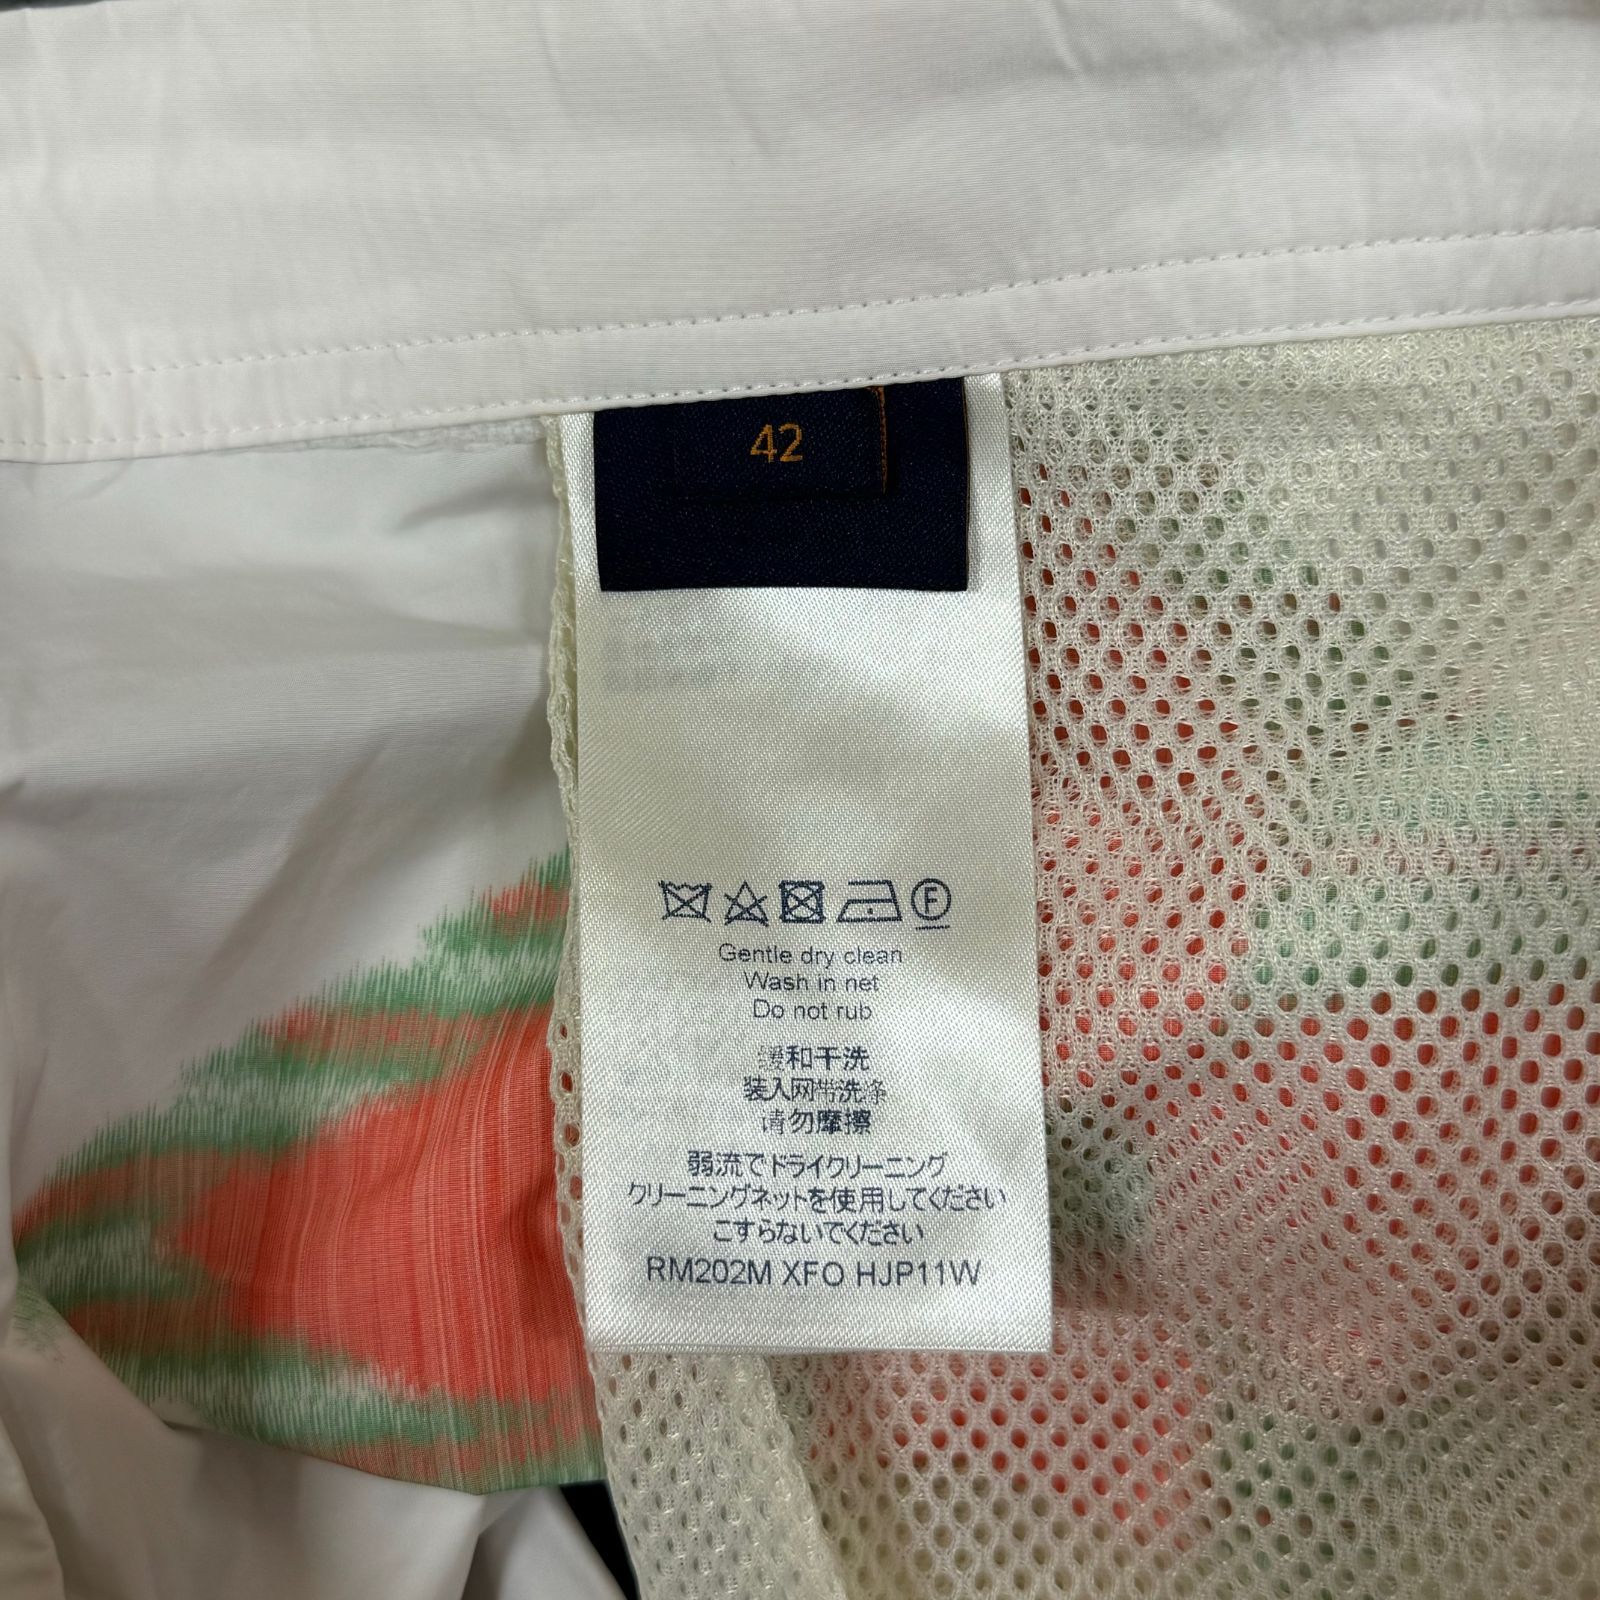 42
F
Gentle dry clean
Wash in net
Do not rub
缓和干洗
装入网带洗涤
请勿摩擦
弱流でドライクリーニング
クリーニングネットを使用してください
こすらないでください
RM202M XFO HJP11W